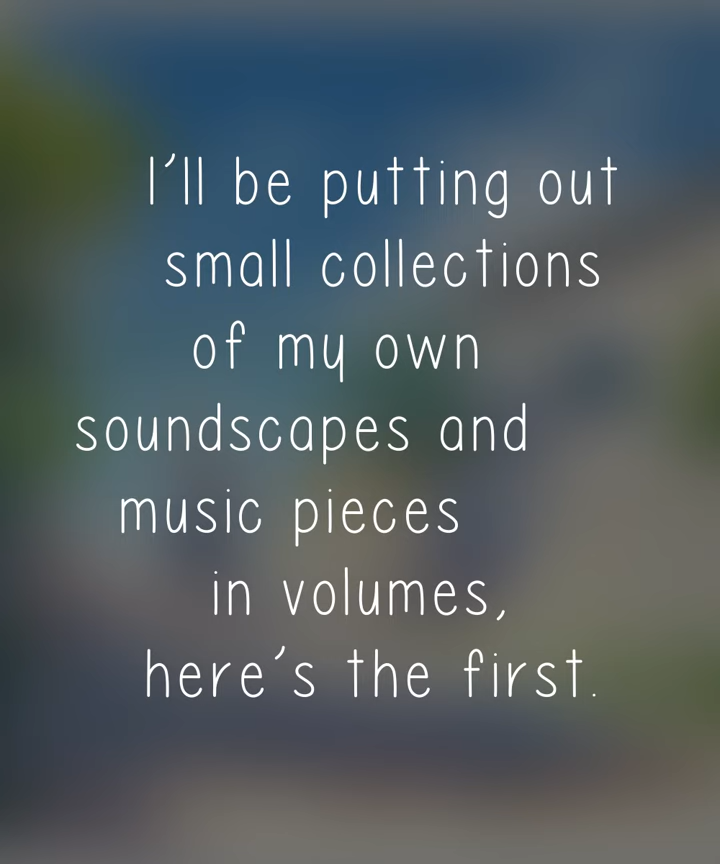 I'll be putting out
small collections
of my own
soundscapes and
music pieces
in volumes,
here's the first.